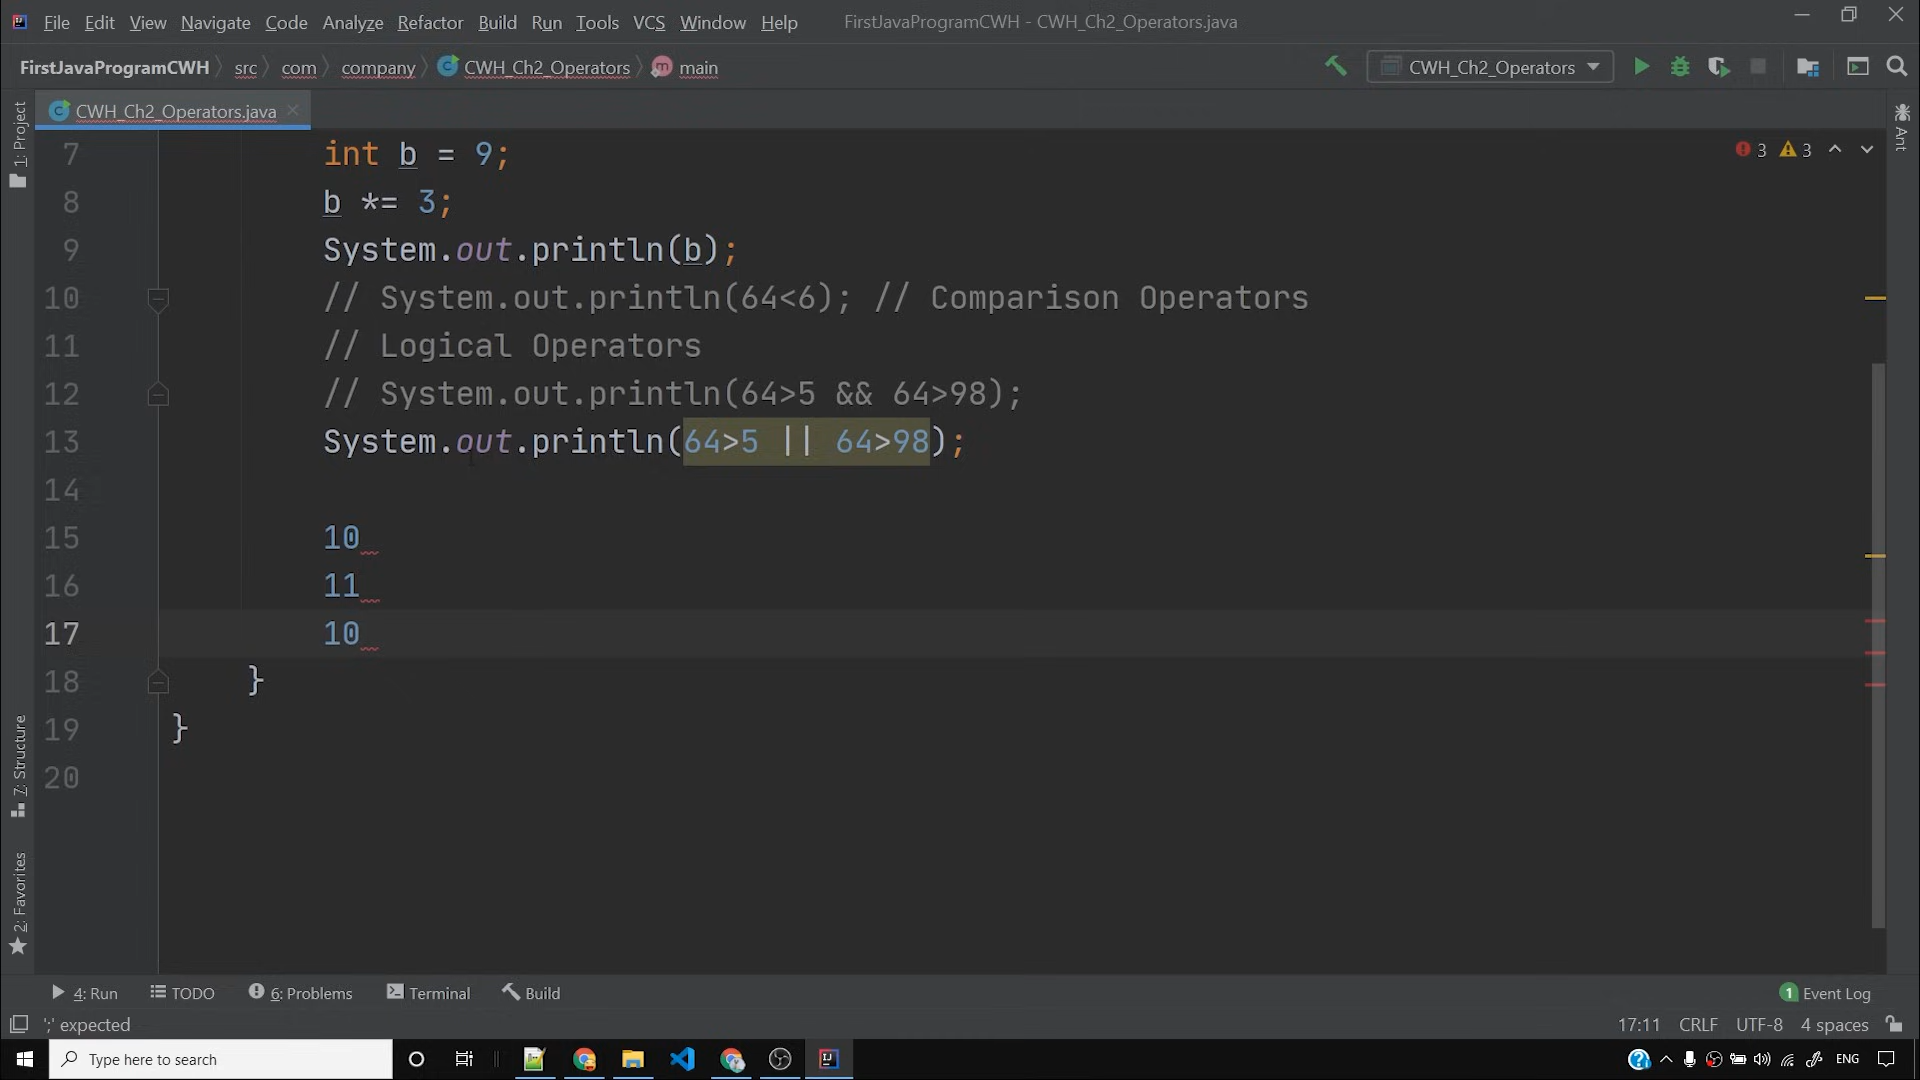 File Edit View Navigate Code Analyze Refactor Build Run Tools VCS Window Help FirstJavaProgramCWH - CWH_Ch2_Operators.java
FirstJavaProgramCWH src com company CWH_Ch2_Operators main CWH_Ch2_Operators
CWH_Ch2_Operators.java
1: Project
Ant
3 3
7 int b = 9;
8 b *= 3;
9 System.out.println(b);
10 // System.out.println(64<6); // Comparison Operators
11 // Logical Operators
12 // System.out.println(64>5 && 64>98);
13 System.out.println(64>5 || 64>98);
14
15 10
16 11
17 10
18 }
19 }
20
7: Structure
2: Favorites
4: Run TODO 6: Problems Terminal Build 1 Event Log
';' expected 17:11 CRLF UTF-8 4 spaces
Type here to search ENG